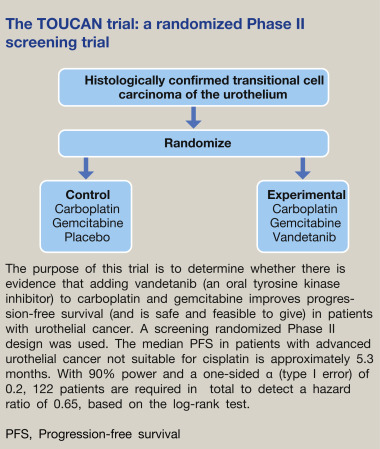 The TOUCAN trial: a randomized Phase II
screening trial
Histologically confirmed transitional cell
carcinoma of the urothelium
Randomize
Control
Carboplatin
Gemcitabine
Placebo
Experimental
Carboplatin
Gemcitabine
Vandetanib
The purpose of this trial is to determine whether there is
evidence that adding vandetanib (an oral tyrosine kinase
inhibitor) to carboplatin and gemcitabine improves progres-
sion-free survival (and is safe and feasible to give) in patients
with urothelial cancer. A screening randomized Phase II
design was used. The median PFS in patients with advanced
urothelial cancer not suitable for cisplatin is approximately 5.3
months. With 90% power and a one-sided α (type I error) of
0.2, 122 patients are required in total to detect a hazard
ratio of 0.65, based on the log-rank test.
PFS, Progression-free survival